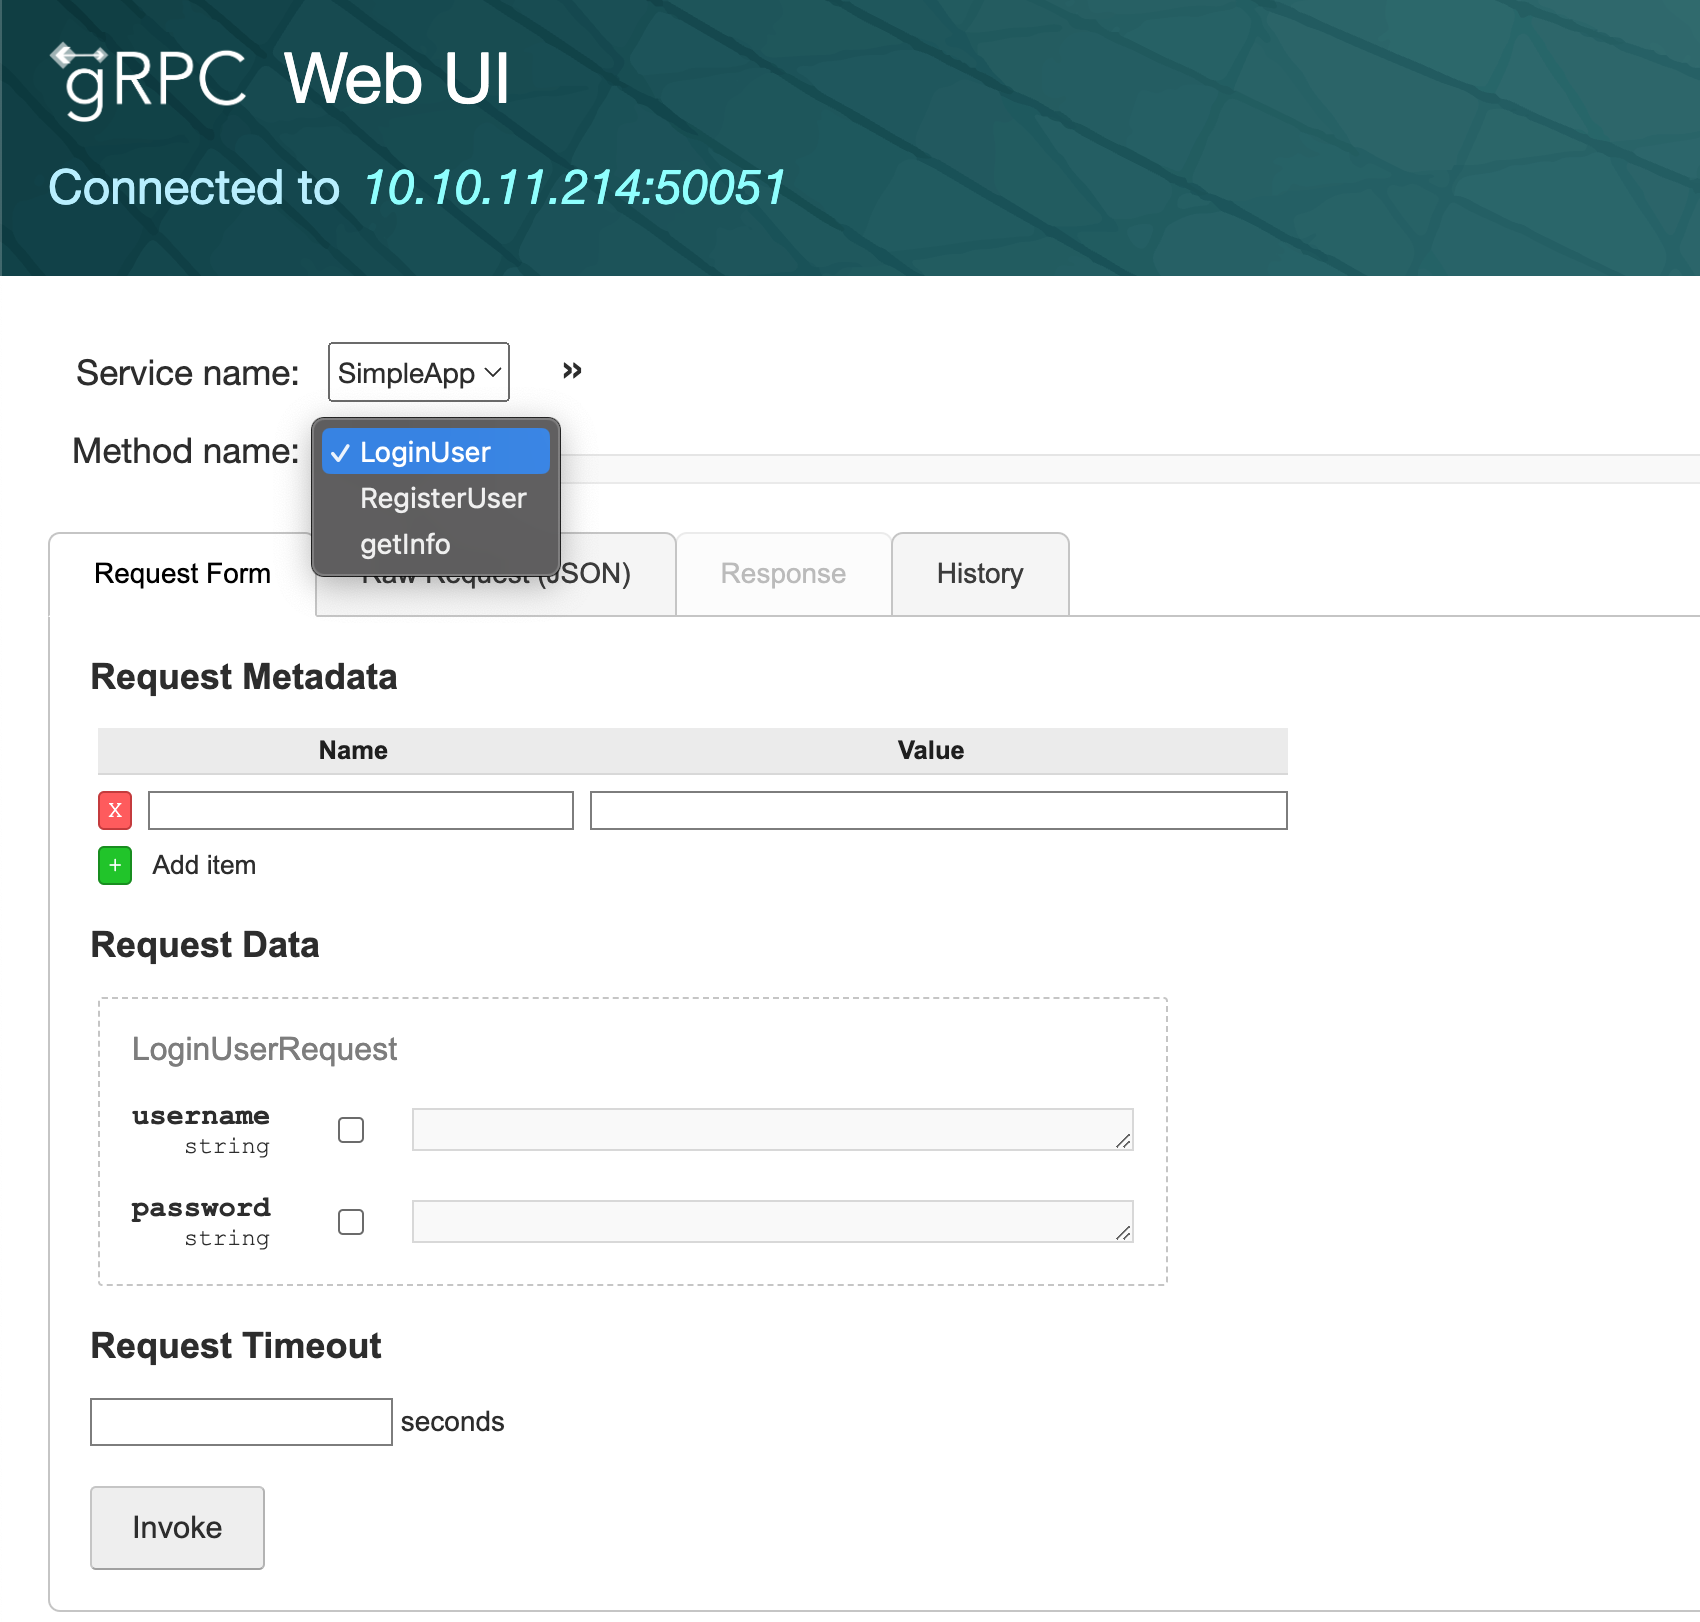 gRPC Web UI
Connected to 10.10.11.214:50051
Service name: SimpleApp »
Method name:
✓ LoginUser
RegisterUser
getInfo
Request Form Raw Request (JSON) Response History
Request Metadata
Name Value
X
+ Add item
Request Data
LoginUserRequest
username
string
password
string
Request Timeout
seconds
Invoke